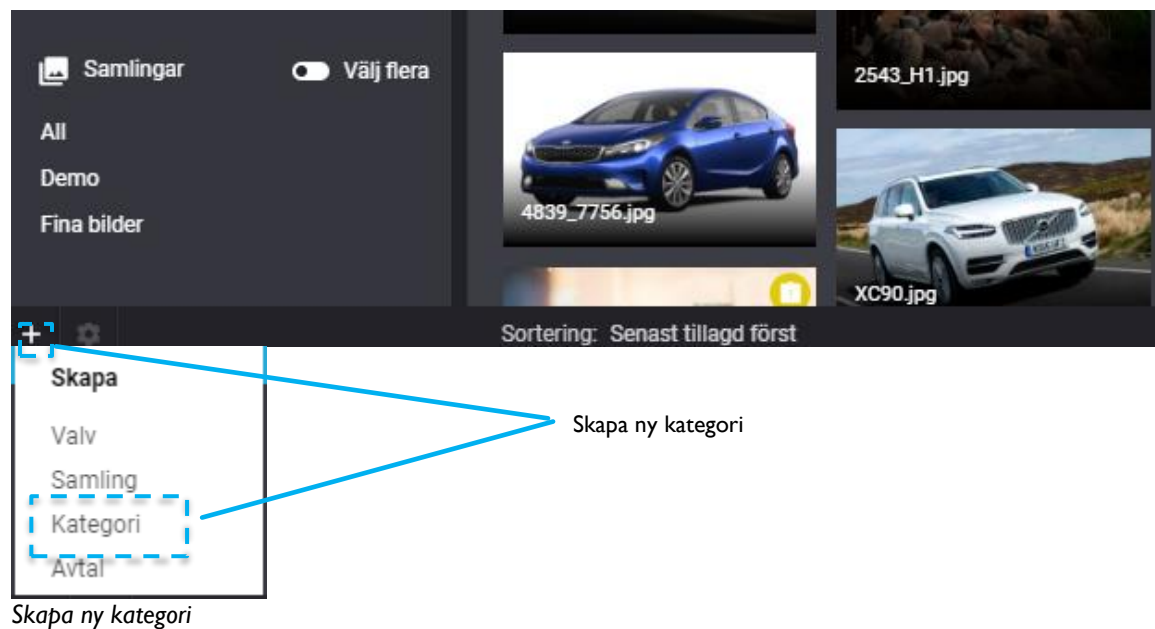 Samlingar
Välj flera
All
Demo
Fina bilder
4839_7756.jpg
2543_H1.jpg
XC90.jpg
+
Sortering: Senast tillagd först
Skapa
Valv
Samling
Kategori
Avtal
Skapa ny kategori
Skapa ny kategori